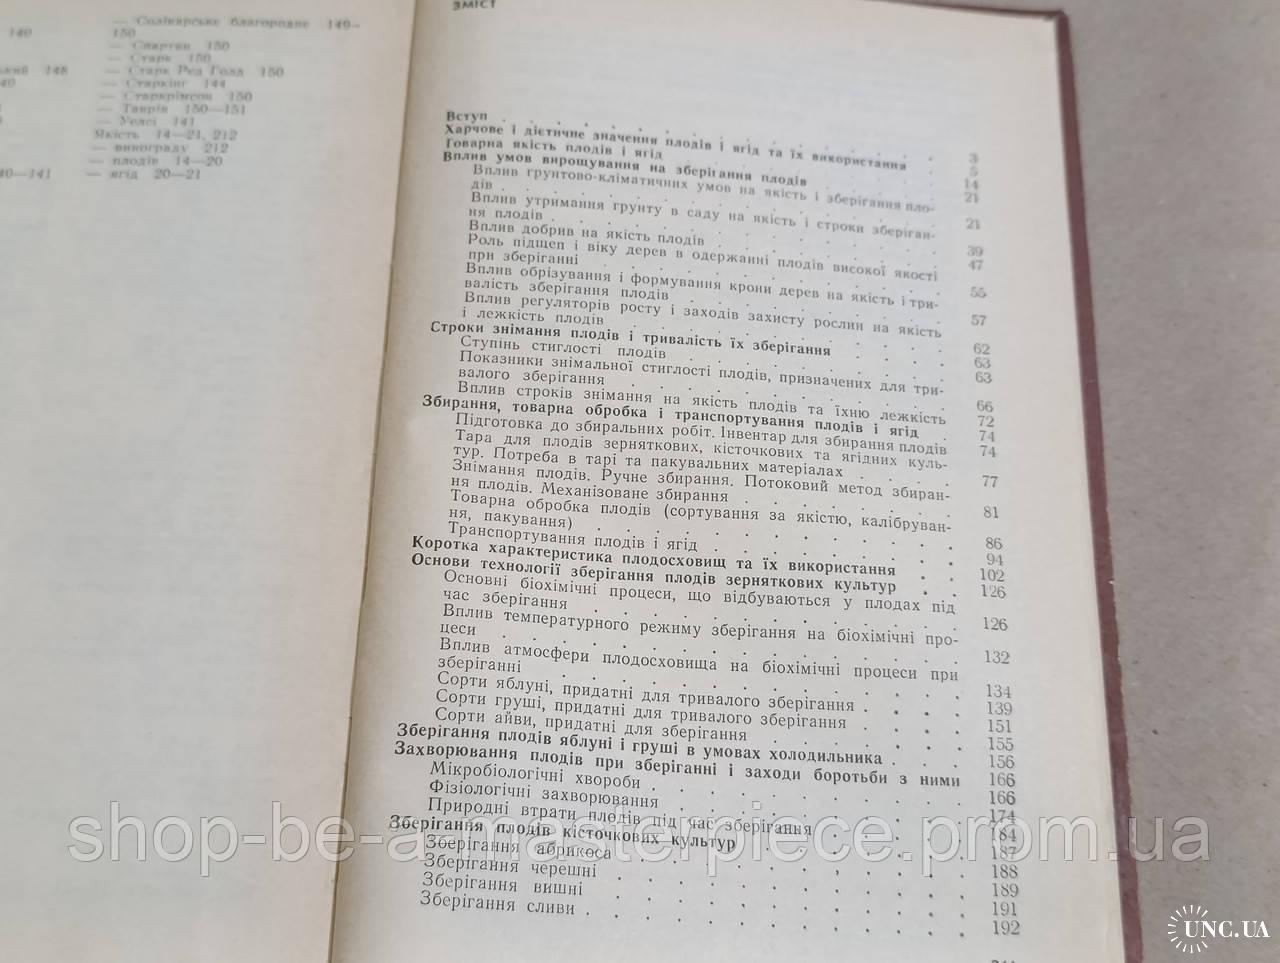 140
148
40
40—141
— Соліварське благородне 149—
150
— Спартан 150
— Старк 150
— Старк Ред Голд 150
— Старкінг 144
— Старкрімсон 150
— Таврія 150—151
— Уелсі 141
Якість 14—21, 212
— винограду 212
— плодів 14—20
— ягід 20—21
ЗМІСТ
Вступ . . . . . . . . . . 3
Харчове і дієтичне значення плодів і ягід та їх використання 5
Товарна якість плодів і ягід . . . . . . . 14
Вплив умов вирощування на зберігання плодів . . . . 21
Вплив грунтово-кліматичних умов на якість і зберігання пло-
дів . . . . . . . . . . 21
Вплив утримання грунту в саду на якість і строки зберіган-
ня плодів . . . . . . . . . 39
Вплив добрив на якість плодів . . . . . . 47
Роль підщеп і віку дерев в одержанні плодів високої якості
при зберіганні . . . . . . . . 55
Вплив обрізування і формування крони дерев на якість і три-
валість зберігання плодів . . . . . . . 57
Вплив регуляторів росту і заходів захисту рослин на якість
і лежкість плодів . . . . . . . . 62
Строки знімання плодів і тривалість їх зберігання . . . . 63
Ступінь стиглості плодів . . . . . . . 63
Показники знімальної стиглості плодів, призначених для три-
валого зберігання . . . . . . . . 66
Вплив строків знімання на якість плодів та їхню лежкість 72
Збирання, товарна обробка і транспортування плодів і ягід . 74
Підготовка до збиральних робіт. Інвентар для збирання плодів 74
Тара для плодів зерняткових, кісточкових та ягідних куль-
тур. Потреба в тарі та пакувальних матеріалах . . . . 77
Знімання плодів. Ручне збирання. Потоковий метод збиран-
ня плодів. Механізоване збирання . . . . . . 81
Товарна обробка плодів (сортування за якістю, калібруван-
ня, пакування) . . . . . . . . 86
Транспортування плодів і ягід . . . . . . 94
Коротка характеристика плодосховищ та їх використання . . 102
Основи технології зберігання плодів зерняткових культур . . 126
Основні біохімічні процеси, що відбуваються у плодах під
час зберігання . . . . . . . . 126
Вплив температурного режиму зберігання на біохімічні про-
цеси . . . . . . . . . . 132
Вплив атмосфери плодосховища на біохімічні процеси при
зберіганні . . . . . . . . . 134
Сорти яблуні, придатні для тривалого зберігання . . . . 139
Сорти груші, придатні для тривалого зберігання . . . . 151
Сорти айви, придатні для зберігання . . . . . . 155
Зберігання плодів яблуні і груші в умовах холодильника . . . 156
Захворювання плодів при зберіганні і заходи боротьби з ними 166
Мікробіологічні хвороби . . . . . . . . 166
Фізіологічні захворювання . . . . . . . 174
Природні втрати плодів під час зберігання . . . . 184
Зберігання плодів кісточкових культур . . . . . . 187
Зберігання абрикоса . . . . . . . . 188
Зберігання черешні . . . . . . . . 189
Зберігання вишні . . . . . . . . 191
Зберігання сливи . . . . . . . . 192
shop-be-a-masterpiece.prom.ua
UNC.UA